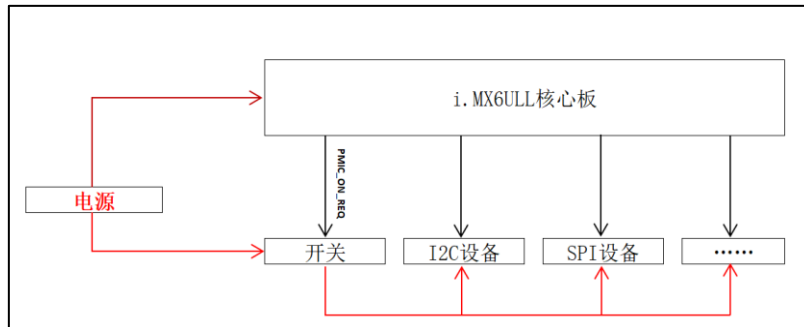 i.MX6ULL核心板
PMIC_ON_REQ
电源
开关
I2C设备
SPI设备
······